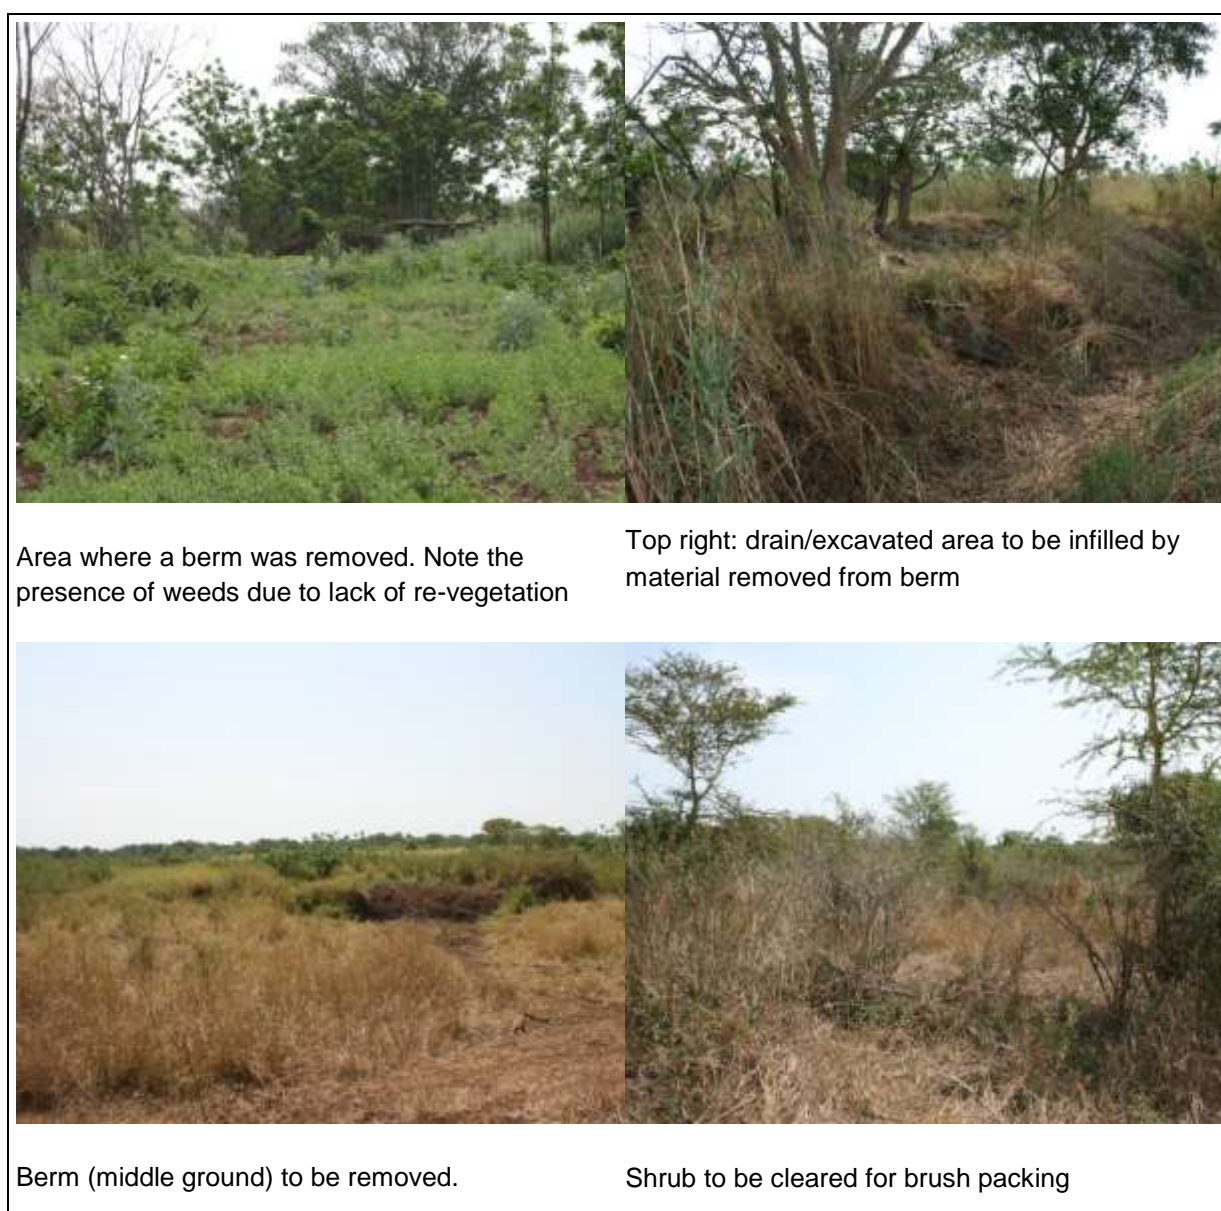 Area where a berm was removed. Note the
presence of weeds due to lack of re-vegetation
Top right: drain/excavated area to be infilled by
material removed from berm
Berm (middle ground) to be removed.
Shrub to be cleared for brush packing